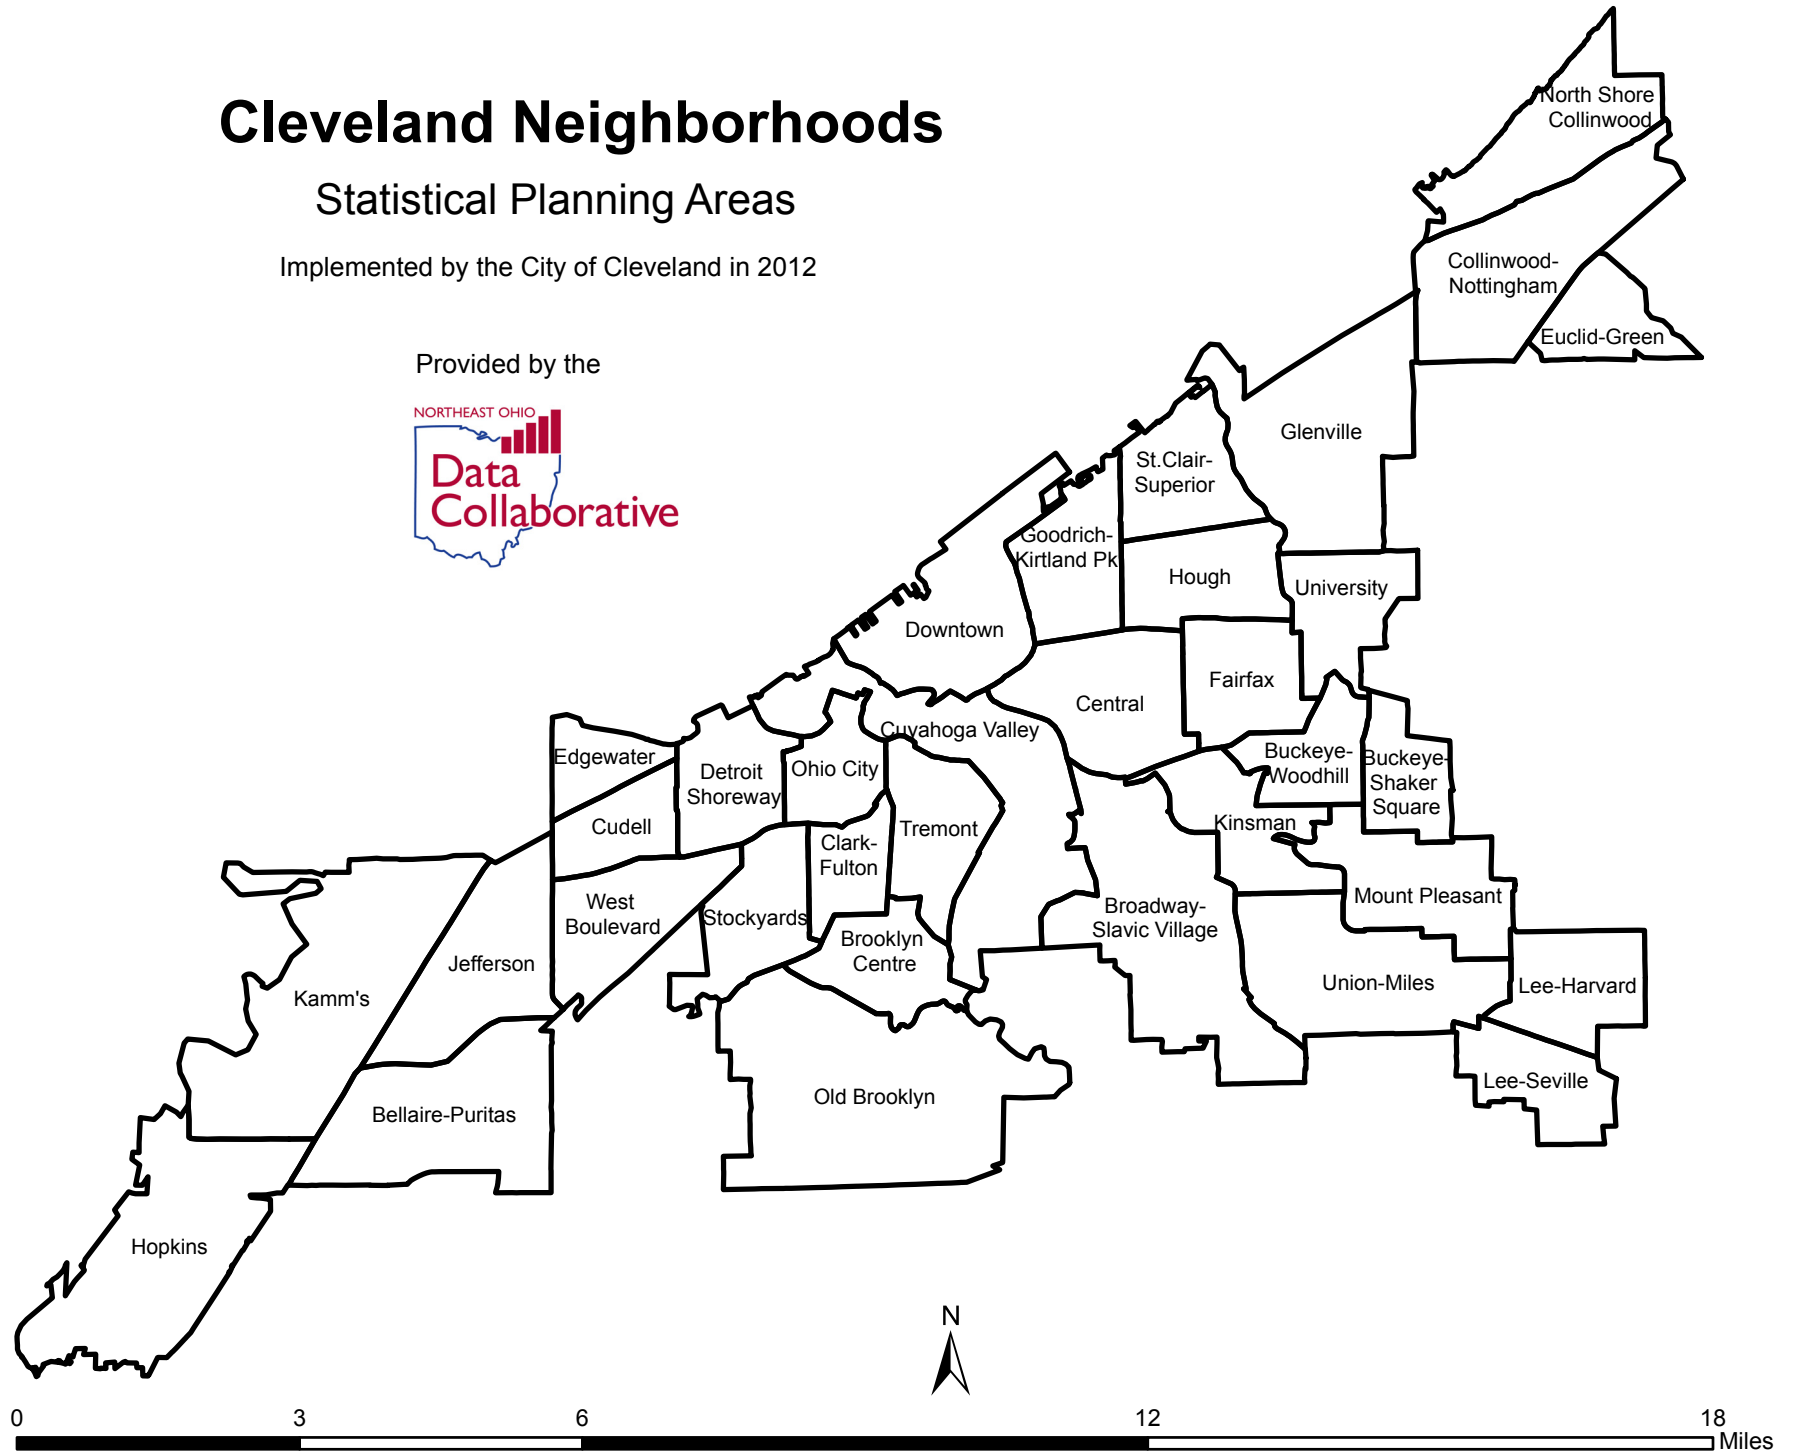 Cleveland Neighborhoods
Statistical Planning Areas
Implemented by the City of Cleveland in 2012
Provided by the
NORTHEAST OHIO
Data
Collaborative
North Shore
Collinwood
Collinwood-
Nottingham
Euclid-Green
Glenville
St.Clair-
Superior
Goodrich-
Kirtland Pk
Hough
University
Downtown
Fairfax
Central
Cuyahoga Valley
Edgewater
Detroit
Shoreway
Ohio City
Buckeye-
Woodhill
Buckeye-
Shaker
Square
Cudell
Tremont
Kinsman
Clark-
Fulton
West
Boulevard
Stockyards
Broadway-
Slavic Village
Mount Pleasant
Brooklyn
Centre
Jefferson
Kamm's
Union-Miles
Lee-Harvard
Lee-Seville
Old Brooklyn
Bellaire-Puritas
Hopkins
N
0 3 6 12 18
Miles